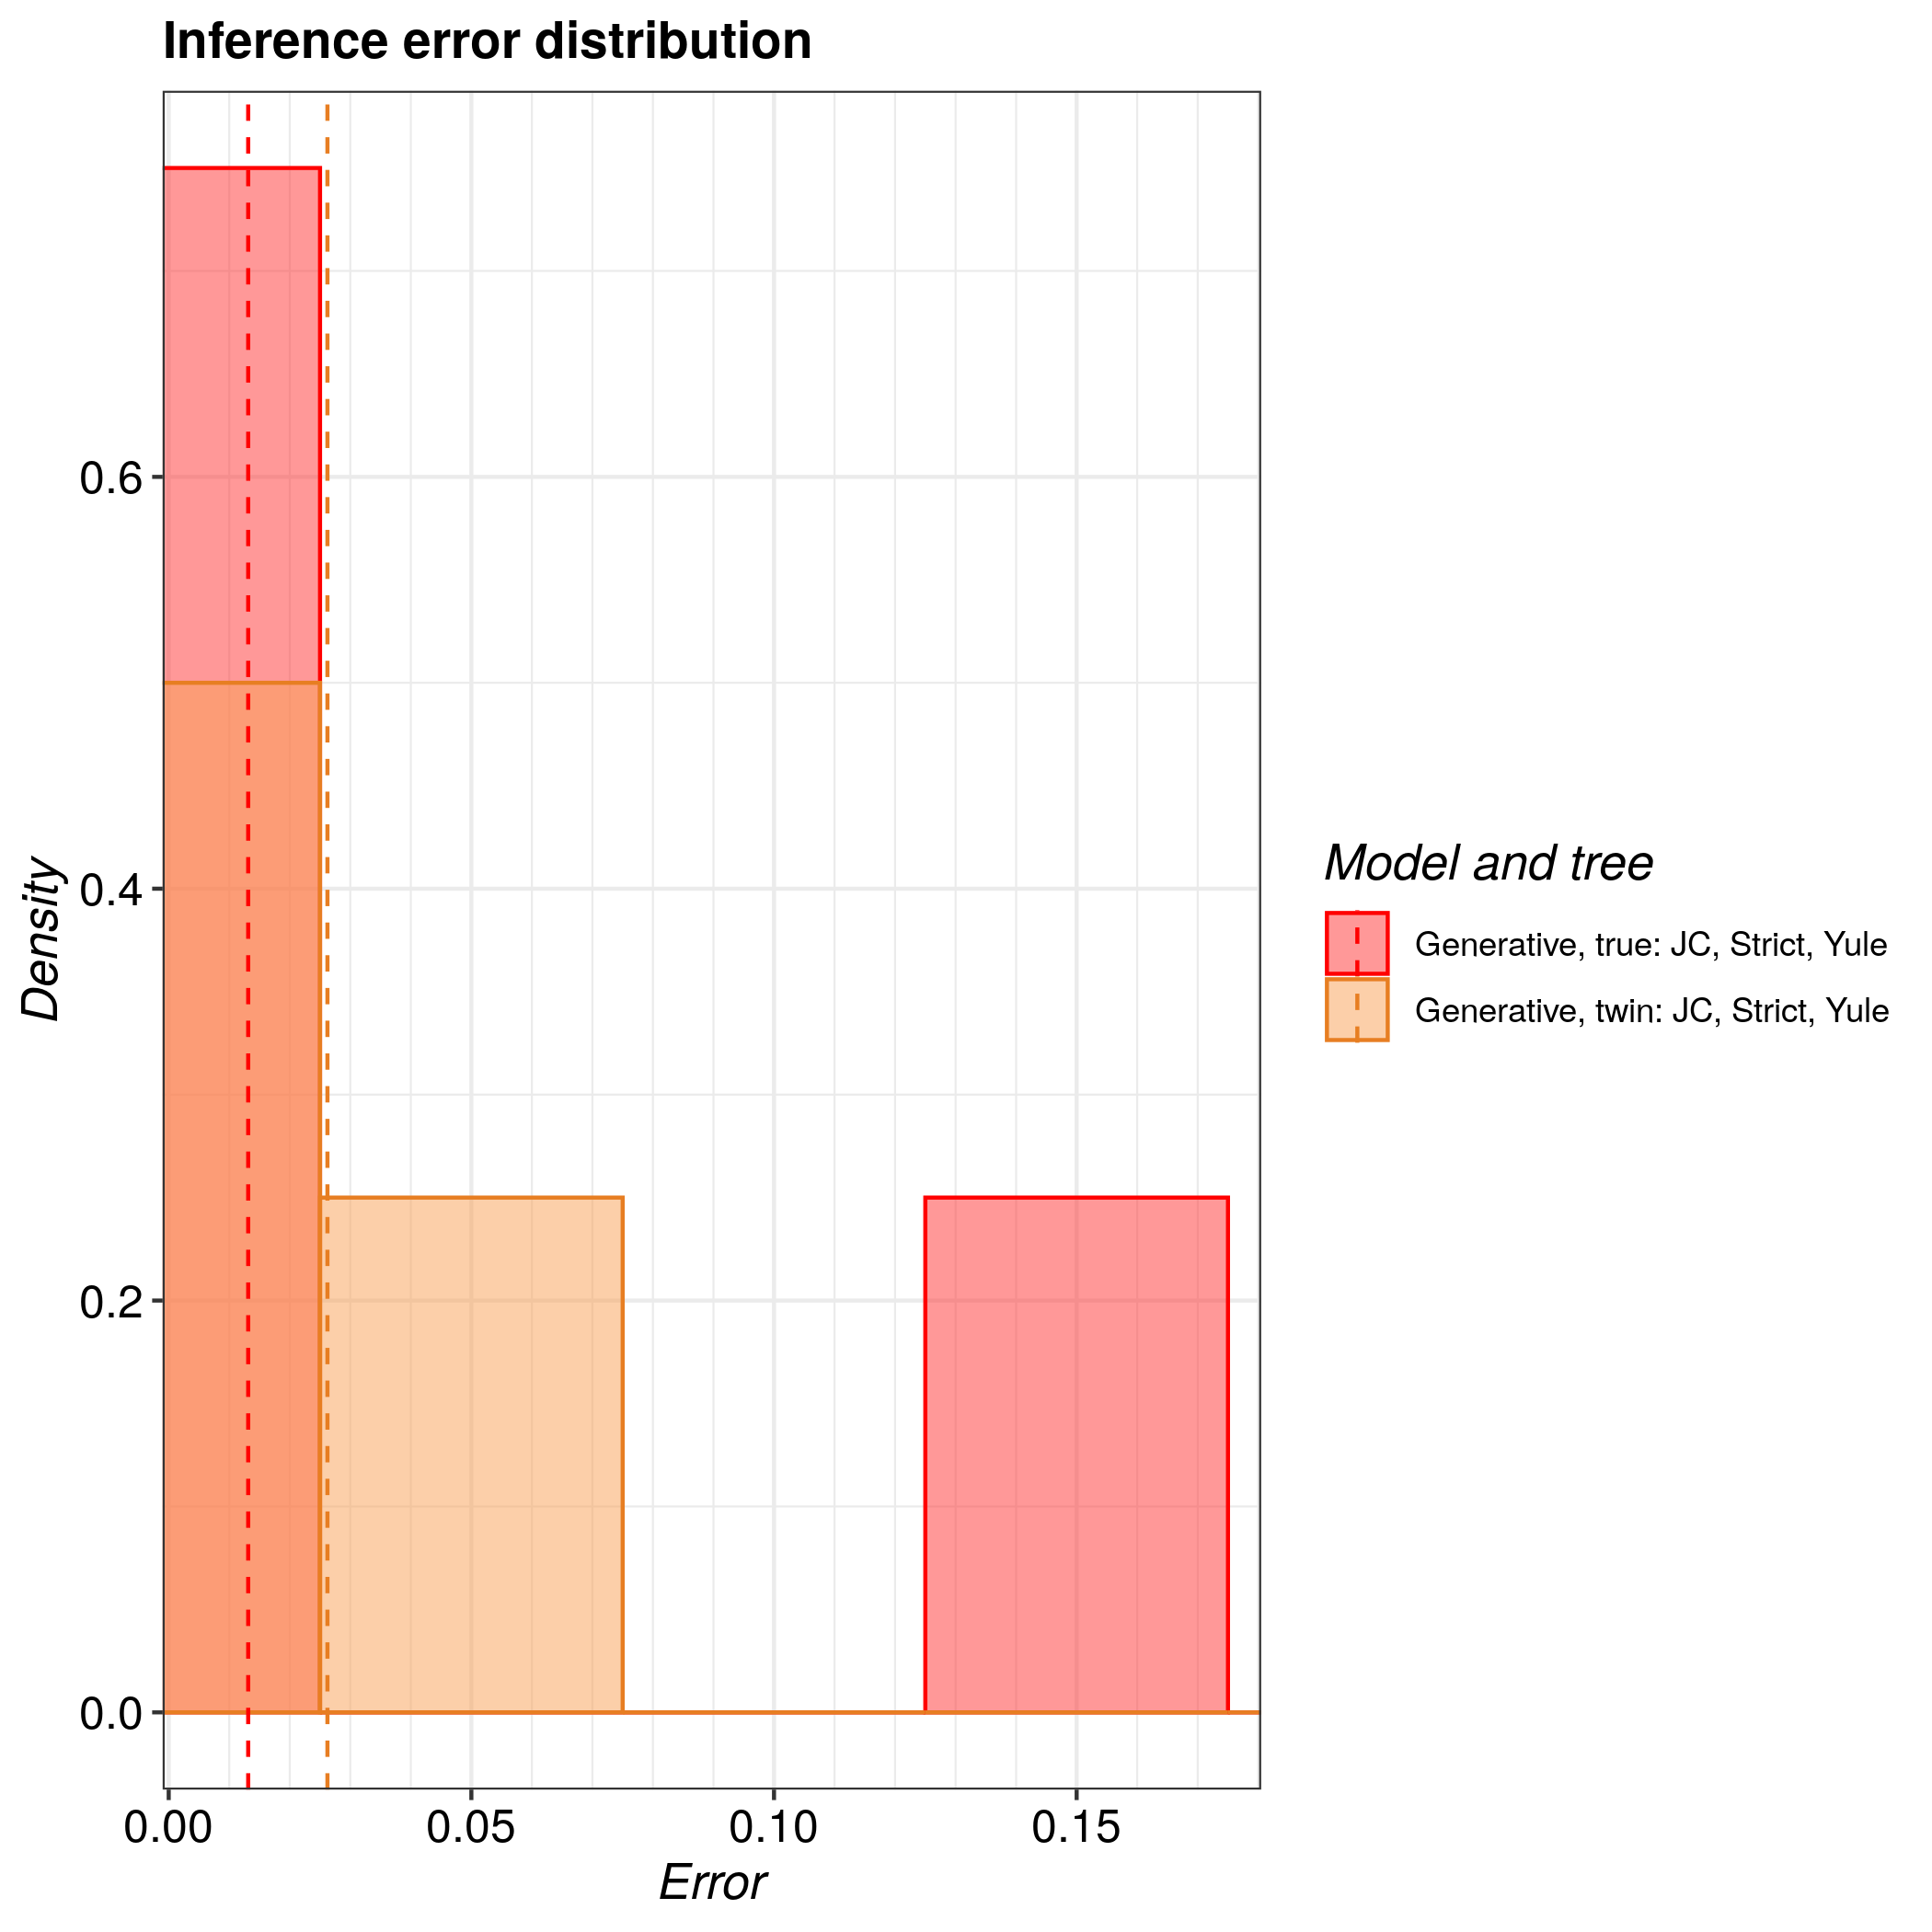 Inference error distribution
Density
0.6
0.4
0.2
0.0
0.00 0.05 0.10 0.15
Error
Model and tree
Generative, true: JC, Strict, Yule
Generative, twin: JC, Strict, Yule